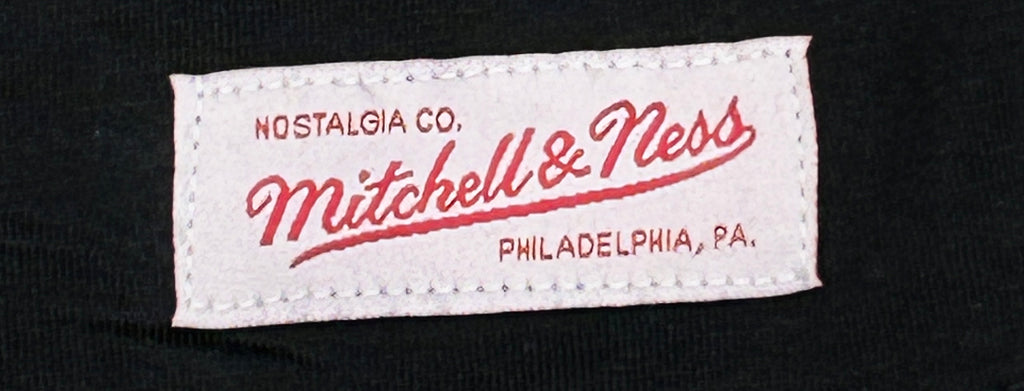 NOSTALGIA CO.
Mitchell & Ness
PHILADELPHIA, PA.